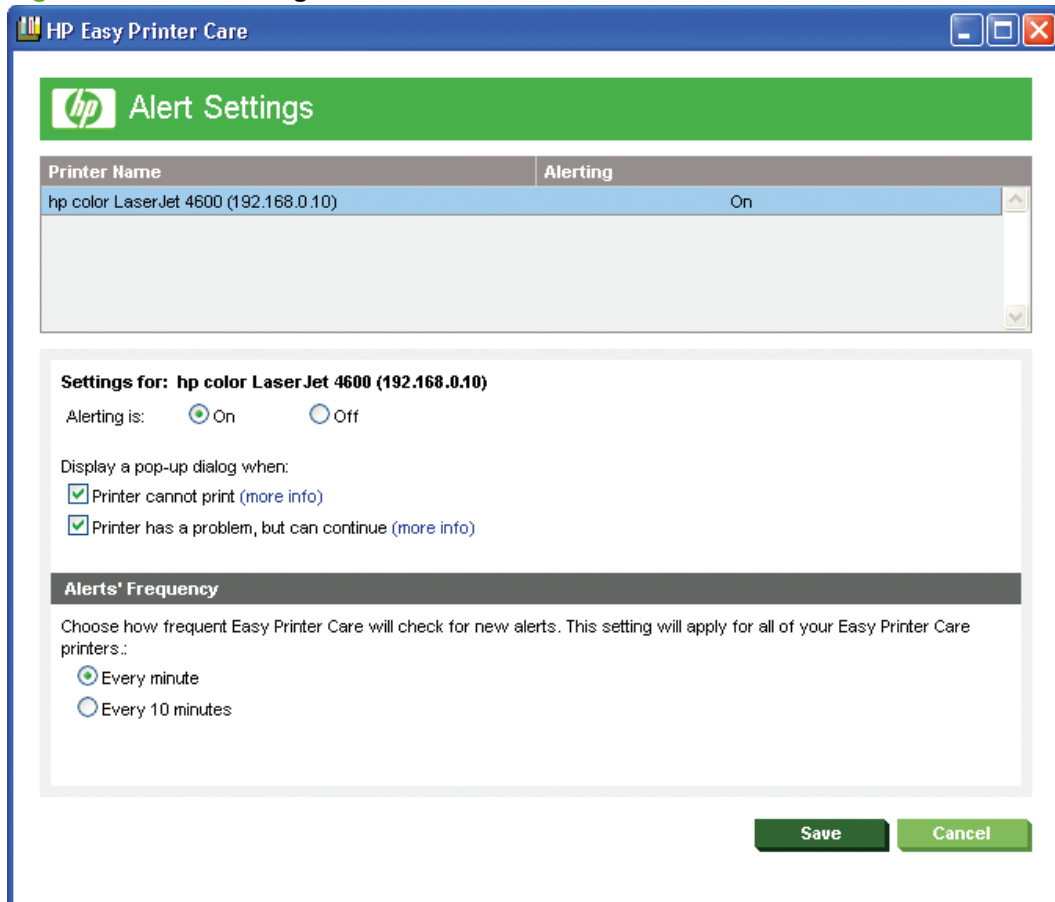 HP Easy Printer Care
hp Alert Settings
Printer Name Alerting
hp color LaserJet 4600 (192.168.0.10) On
Settings for: hp color LaserJet 4600 (192.168.0.10)
Alerting is: On Off
Display a pop-up dialog when:
Printer cannot print (more info)
Printer has a problem, but can continue (more info)
Alerts' Frequency
Choose how frequent Easy Printer Care will check for new alerts. This setting will apply for all of your Easy Printer Care
printers.:
Every minute
Every 10 minutes
Save Cancel